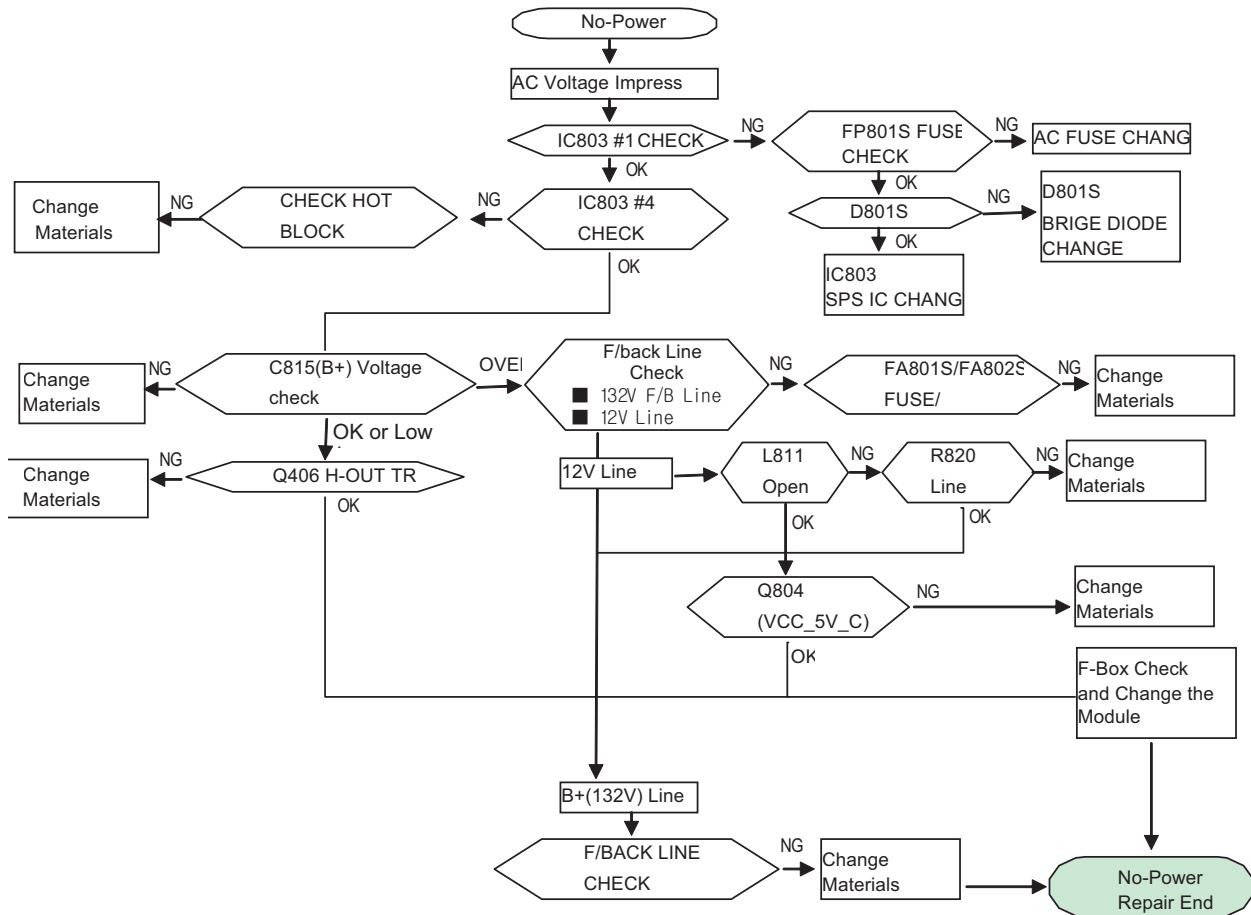 No-Power
AC Voltage Impress
IC803 #1 CHECK
NG
FP801S FUSE
CHECK
NG
AC FUSE CHANG
OK
OK
Change
Materials
NG
CHECK HOT
BLOCK
NG
IC803 #4
CHECK
D801S
NG
D801S
BRIGE DIODE
CHANGE
OK
OK
IC803
SPS IC CHANG
Change
Materials
NG
C815(B+) Voltage
check
OVER
F/back Line
Check
■ 132V F/B Line
■ 12V Line
NG
FA801S/FA802S
FUSE/
NG
Change
Materials
OK or Low
Change
Materials
NG
Q406 H-OUT TR
OK
12V Line
L811
Open
NG
R820
Line
NG
Change
Materials
OK
OK
Q804
(VCC_5V_C)
NG
Change
Materials
OK
F-Box Check
and Change the
Module
B+(132V) Line
F/BACK LINE
CHECK
NG
Change
Materials
No-Power
Repair End